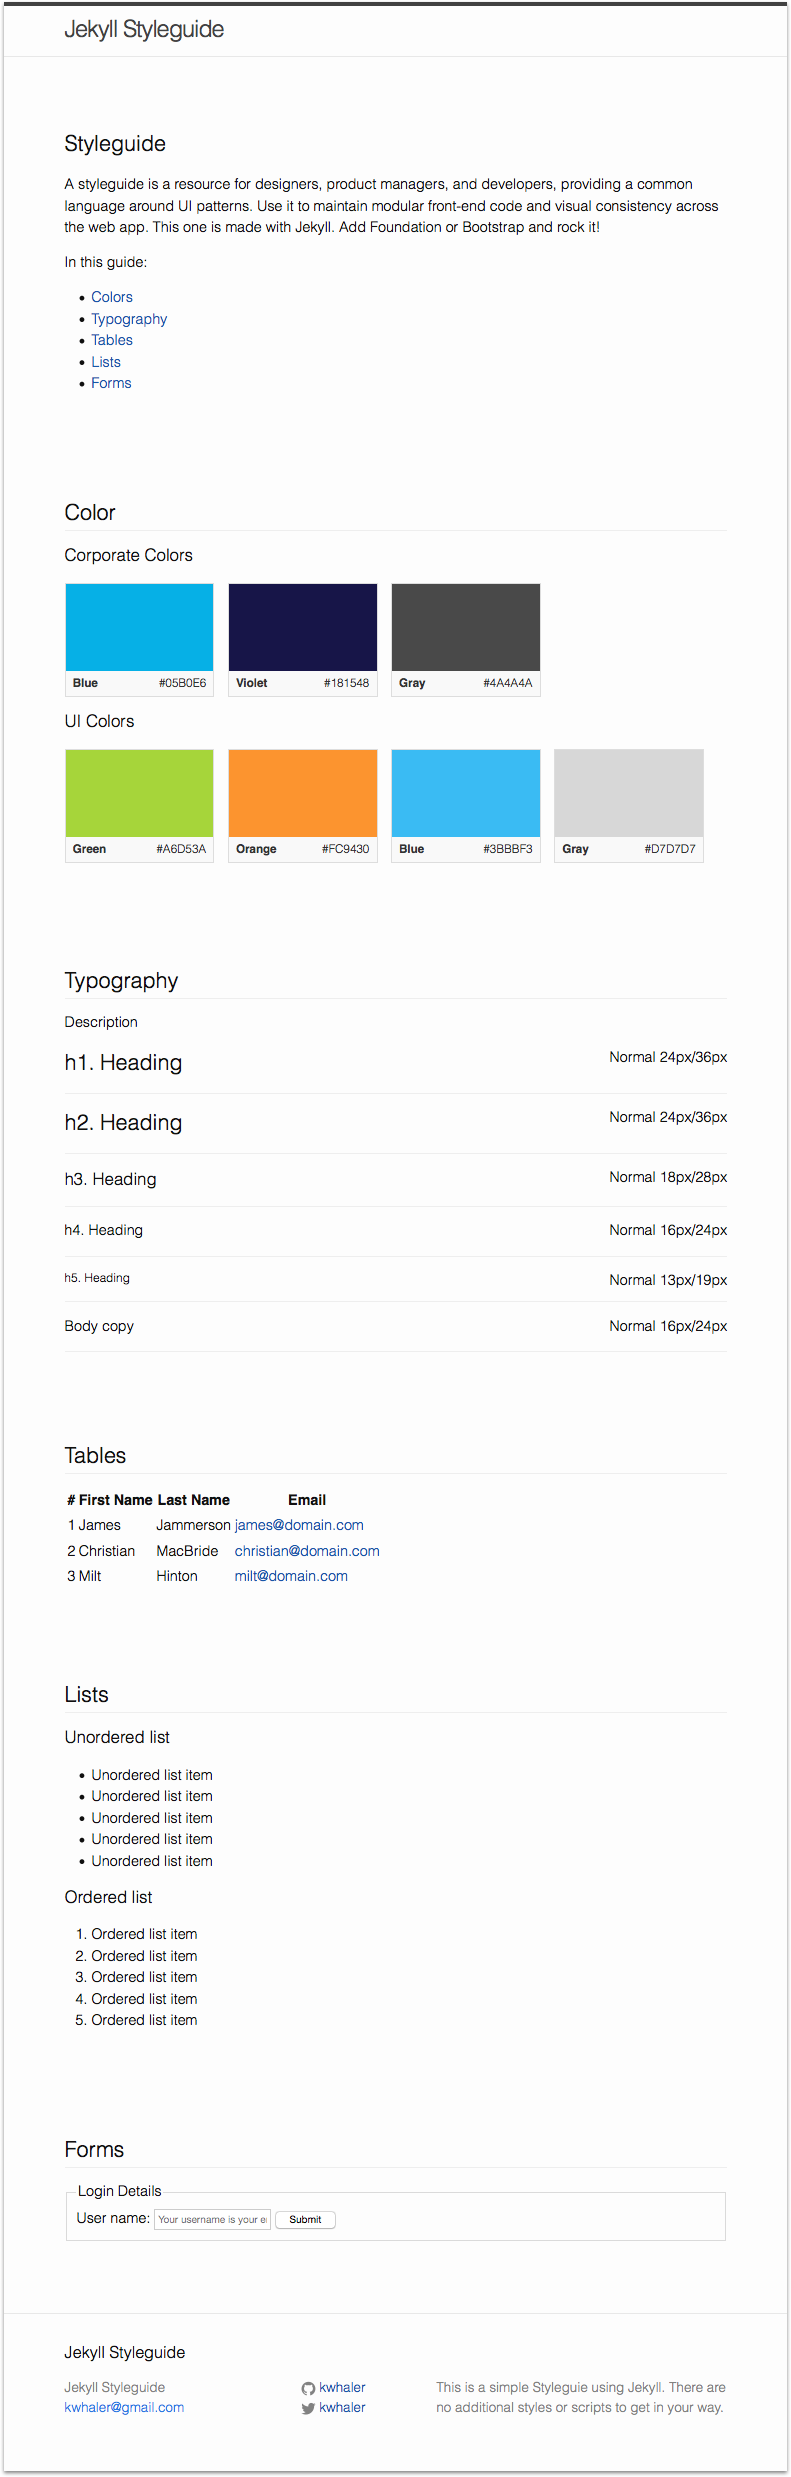 Jekyll Styleguide
Styleguide
A styleguide is a resource for designers, product managers, and developers, providing a common
language around UI patterns. Use it to maintain modular front-end code and visual consistency across
the web app. This one is made with Jekyll. Add Foundation or Bootstrap and rock it!
In this guide:
• Colors
• Typography
• Tables
• Lists
• Forms
Color
Corporate Colors
Blue #05B0E6 Violet #181548 Gray #4A4A4A
UI Colors
Green #A6D53A Orange #FC9430 Blue #3BBBF3 Gray #D7D7D7
Typography
Description
h1. Heading Normal 24px/36px
h2. Heading Normal 24px/36px
h3. Heading Normal 18px/28px
h4. Heading Normal 16px/24px
h5. Heading Normal 13px/19px
Body copy Normal 16px/24px
Tables
# First Name Last Name Email
1 James Jammerson james@domain.com
2 Christian MacBride christian@domain.com
3 Milt Hinton milt@domain.com
Lists
Unordered list
• Unordered list item
• Unordered list item
• Unordered list item
• Unordered list item
• Unordered list item
Ordered list
1. Ordered list item
2. Ordered list item
3. Ordered list item
4. Ordered list item
5. Ordered list item
Forms
Login Details
User name: Your username is your e Submit
Jekyll Styleguide
Jekyll Styleguide kwhaler This is a simple Styleguie using Jekyll. There are
kwhaler@gmail.com kwhaler no additional styles or scripts to get in your way.